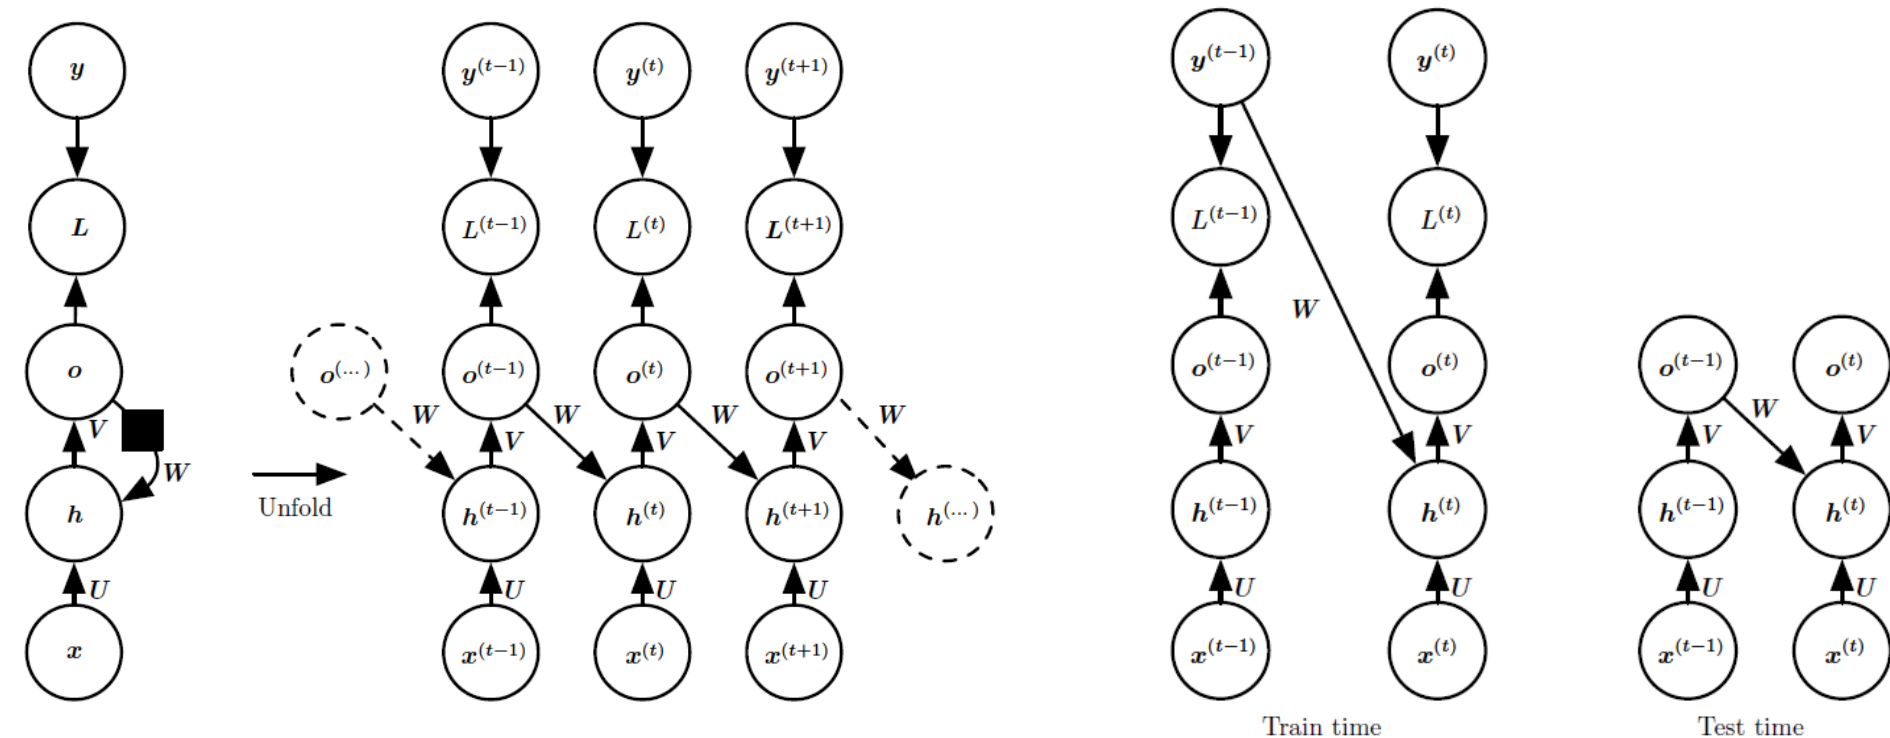 y
y^{(t−1)} y^{(t)} y^{(t+1)}
y^{(t−1)} y^{(t)}
L
L^{(t−1)} L^{(t)} L^{(t+1)}
L^{(t−1)} L^{(t)}
W
o
o^{(...)} o^{(t−1)} o^{(t)} o^{(t+1)}
o^{(t−1)} o^{(t)}
o^{(t−1)} o^{(t)}
W W W W
W
V V V V
V V
V V
W
h
h^{(t−1)} h^{(t)} h^{(t+1)} h^{(...)}
h^{(t−1)} h^{(t)}
h^{(t−1)} h^{(t)}
Unfold
U U U U
U U
U U
x
x^{(t−1)} x^{(t)} x^{(t+1)}
x^{(t−1)} x^{(t)}
x^{(t−1)} x^{(t)}
Train time
Test time